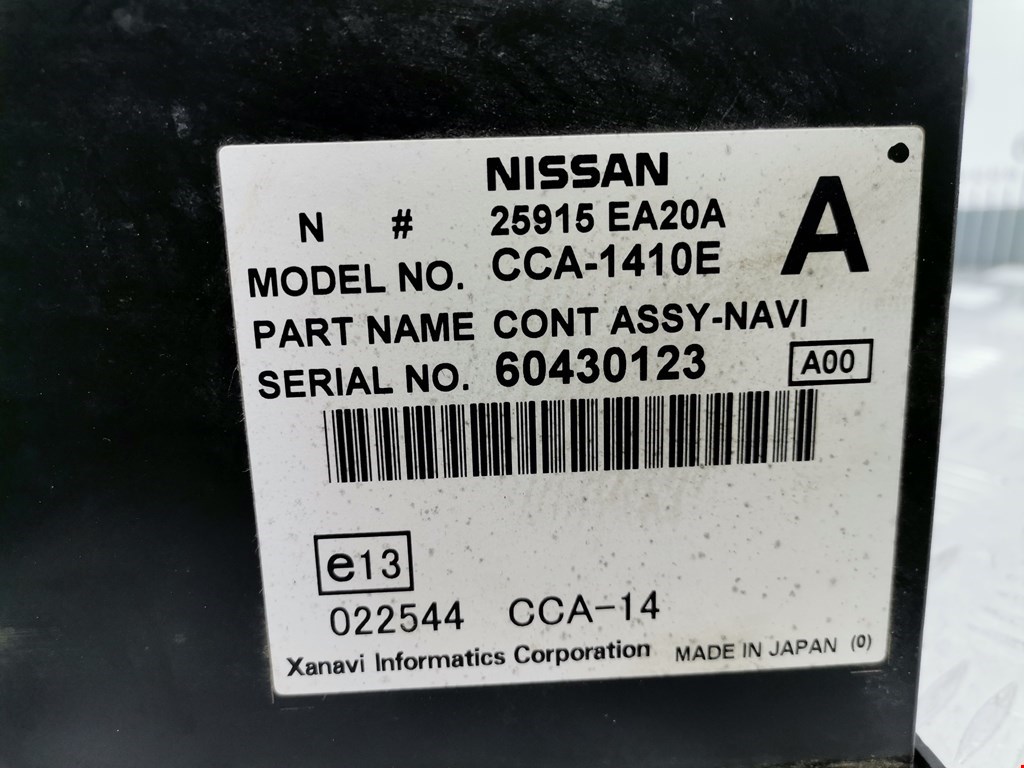 NISSAN
N # 25915 EA20A
A
MODEL NO. CCA-1410E
PART NAME CONT ASSY-NAVI
SERIAL NO. 60430123 A00
e13
022544 CCA-14
Xanavi Informatics Corporation MADE IN JAPAN (0)